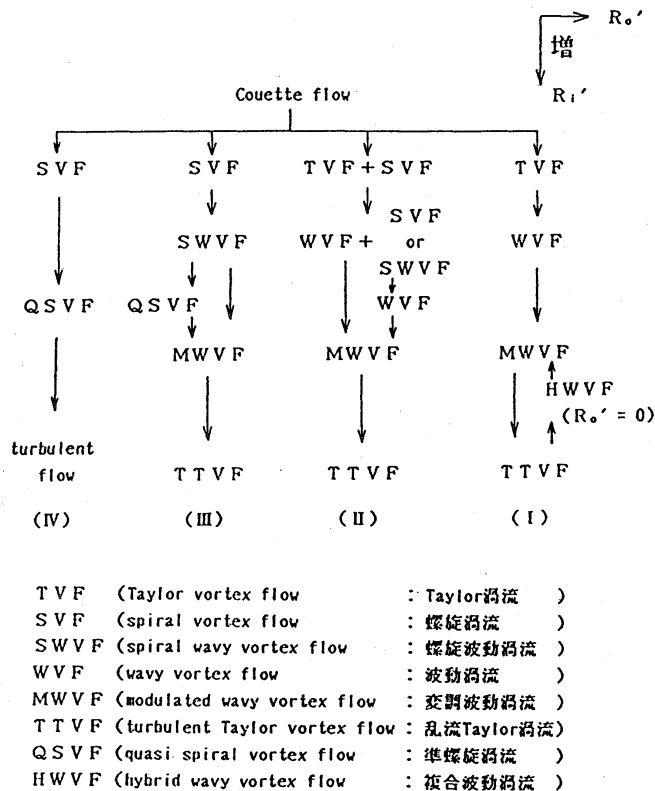 Ro′
増
Ri′
Couette flow
SVF SVF TVF+SVF TVF
SWVF WVF+ SVF or SWVF WVF
QSVF QSVF WVF
MWVF MWVF MWVF
HWVF
(Ro′ = 0)
turbulent flow TTVF TTVF TTVF
(IV) (III) (II) (I)
TVF (Taylor vortex flow : Taylor渦流 )
SVF (spiral vortex flow : 螺旋渦流 )
SWVF (spiral wavy vortex flow : 螺旋波動渦流 )
WVF (wavy vortex flow : 波動渦流 )
MWVF (modulated wavy vortex flow : 変調波動渦流 )
TTVF (turbulent Taylor vortex flow : 乱流Taylor渦流)
QSVF (quasi spiral vortex flow : 準螺旋渦流 )
HWVF (hybrid wavy vortex flow : 複合波動渦流 )